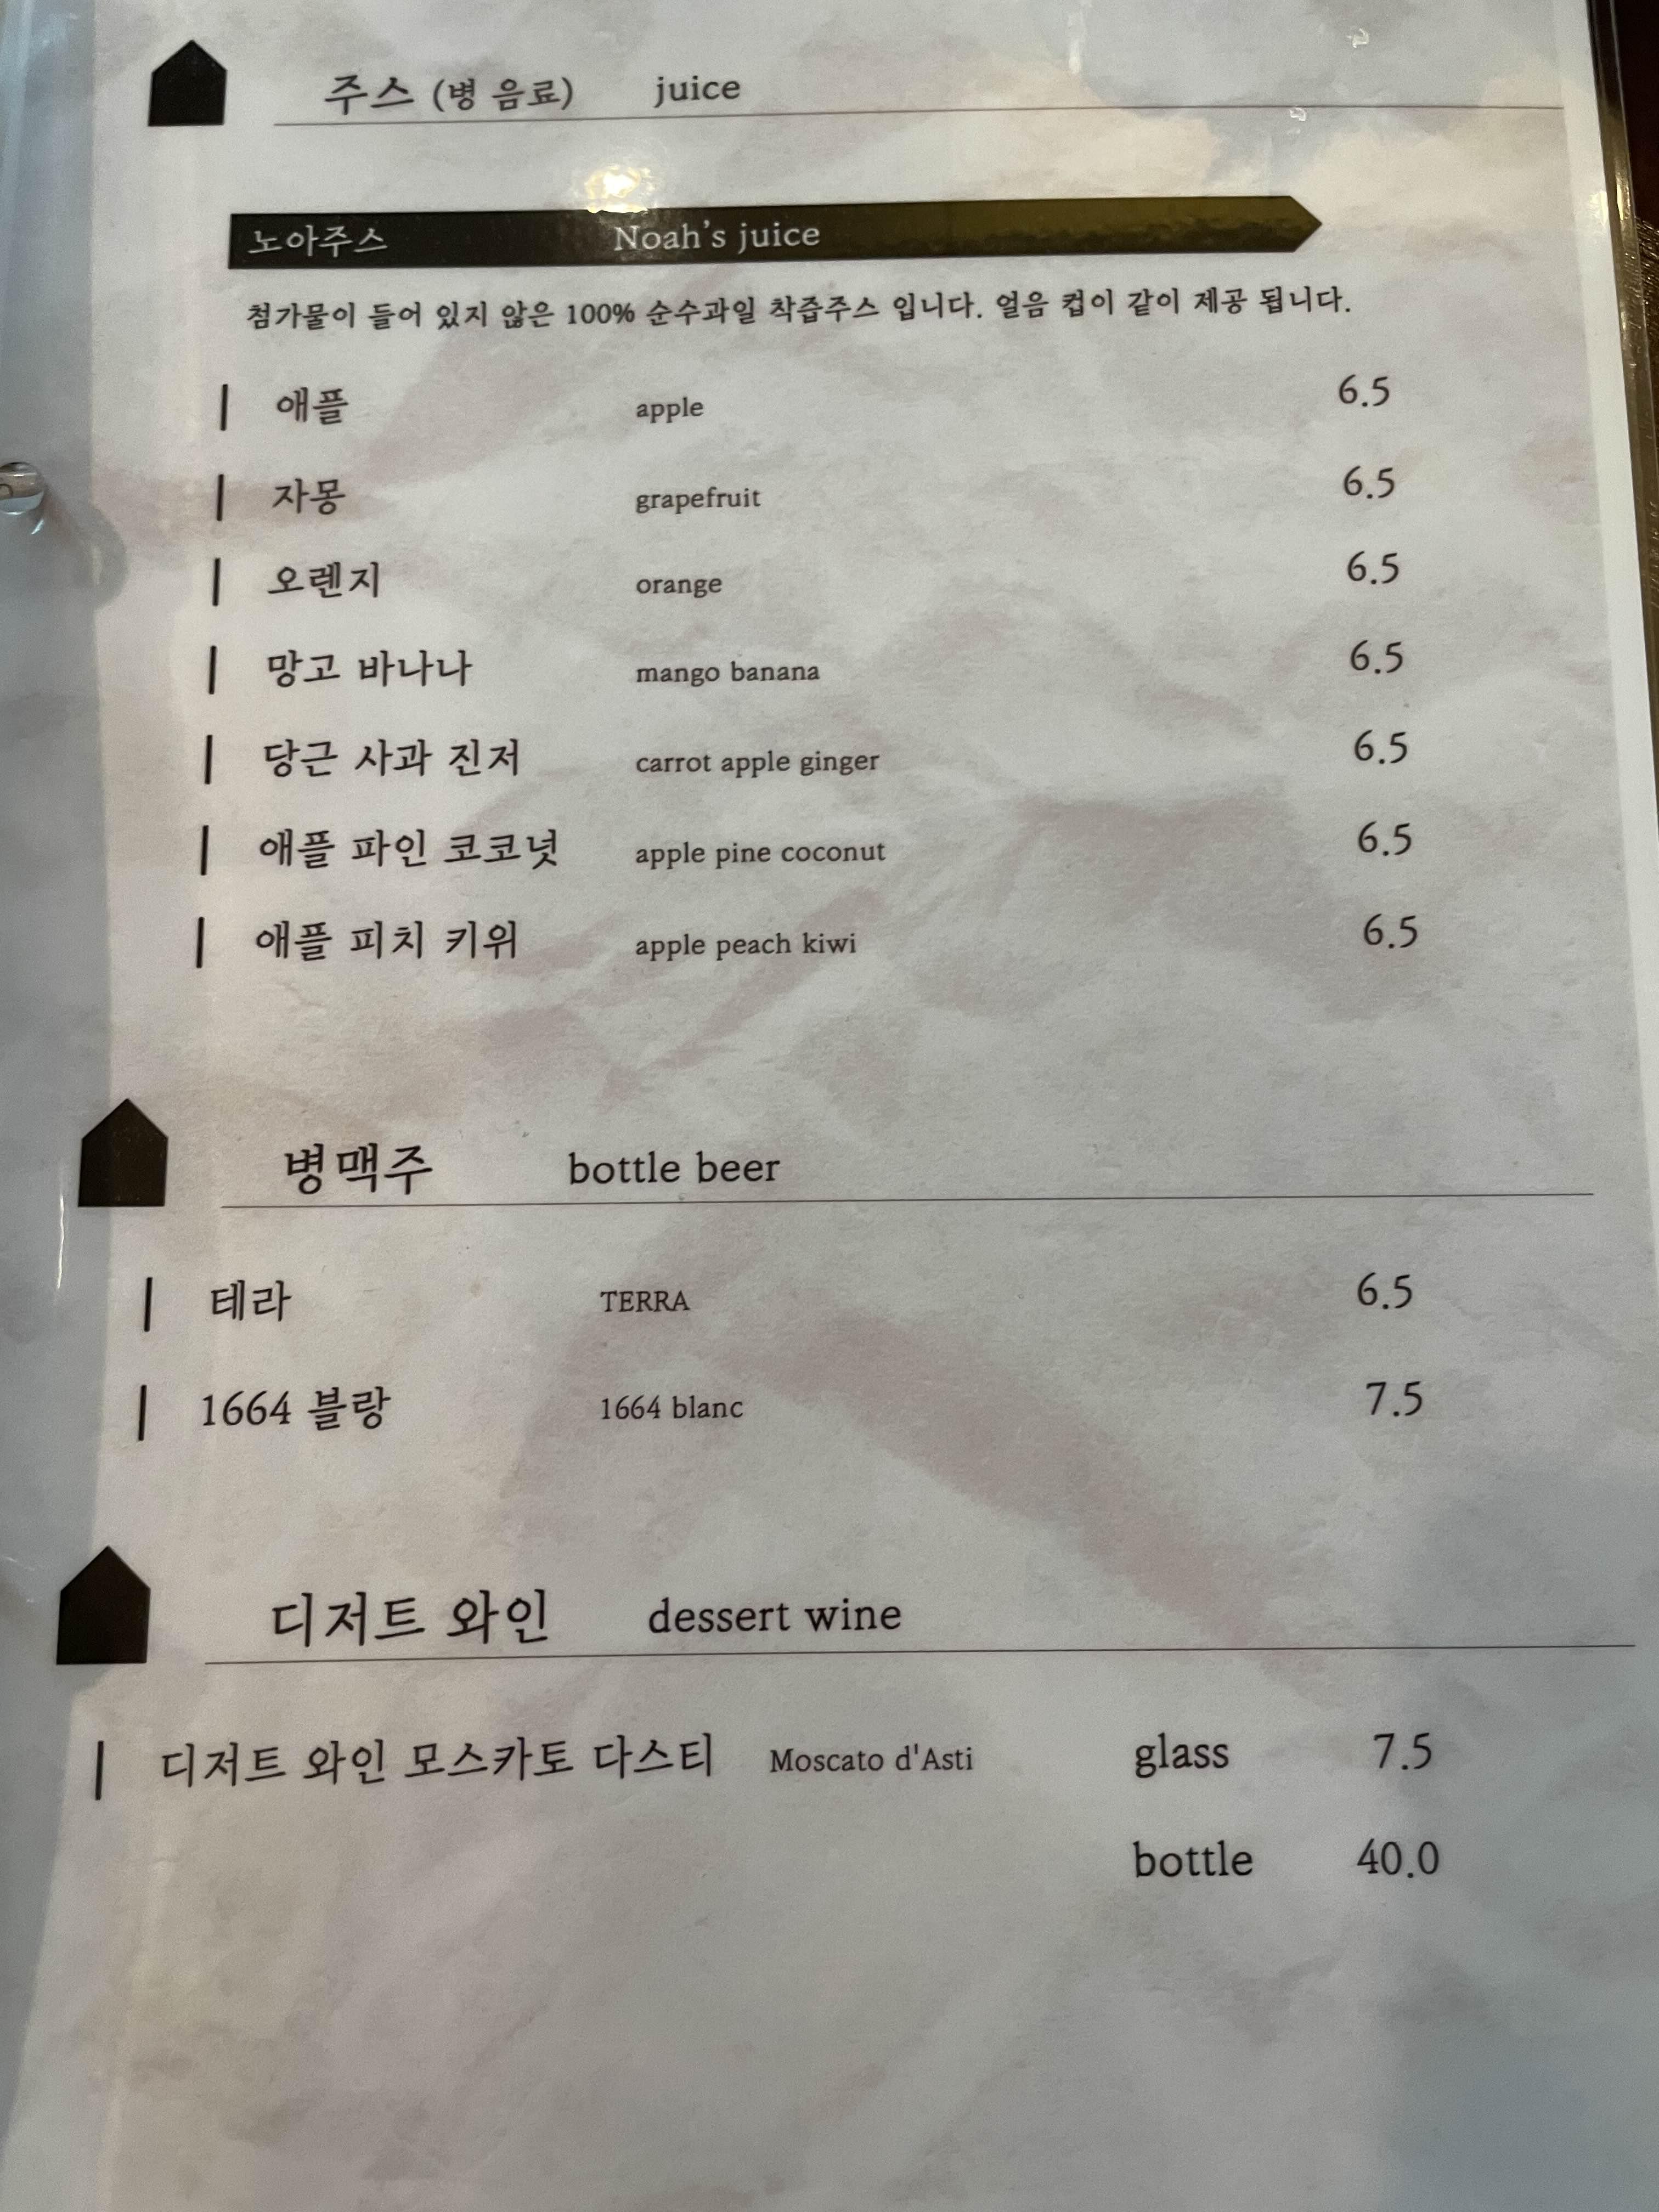 주스 (병 음료) juice
노아주스 Noah's juice
첨가물이 들어 있지 않은 100% 순수과일 착즙주스 입니다. 얼음 컵이 같이 제공 됩니다.
애플 apple 6.5
자몽 grapefruit 6.5
오렌지 orange 6.5
망고 바나나 mango banana 6.5
당근 사과 진저 carrot apple ginger 6.5
애플 파인 코코넛 apple pine coconut 6.5
애플 피치 키위 apple peach kiwi 6.5
병맥주 bottle beer
테라 TERRA 6.5
1664 블랑 1664 blanc 7.5
디저트 와인 dessert wine
디저트 와인 모스카토 다스티 Moscato d'Asti glass 7.5
bottle 40.0